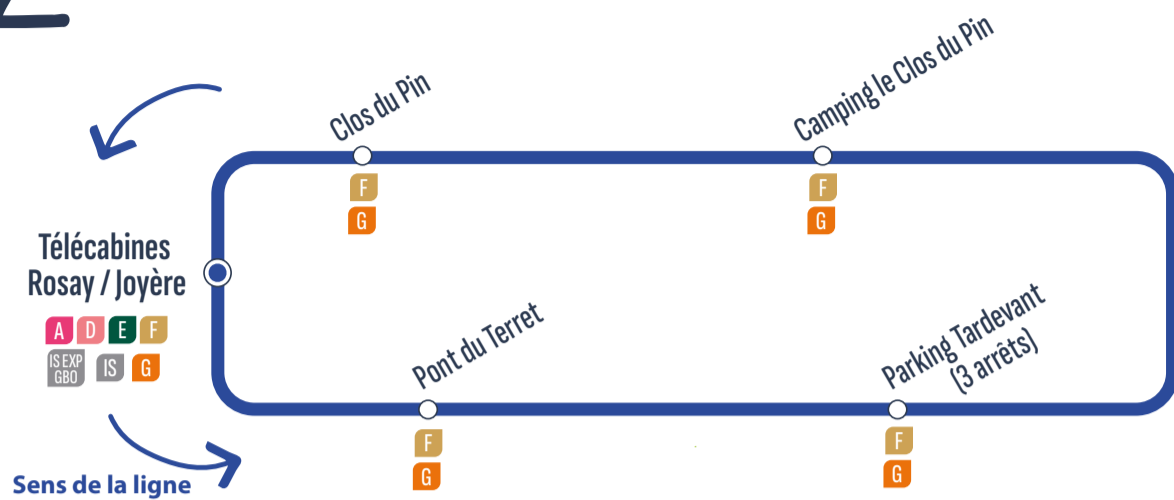 Clos du Pin
F
G
Camping le Clos du Pin
F
G
Télécabines
Rosay / Joyère
A D E F
IS EXP
GBO
IS G
Pont du Terret
F
G
Parking Tardevant
(3 arrêts)
F
G
Sens de la ligne